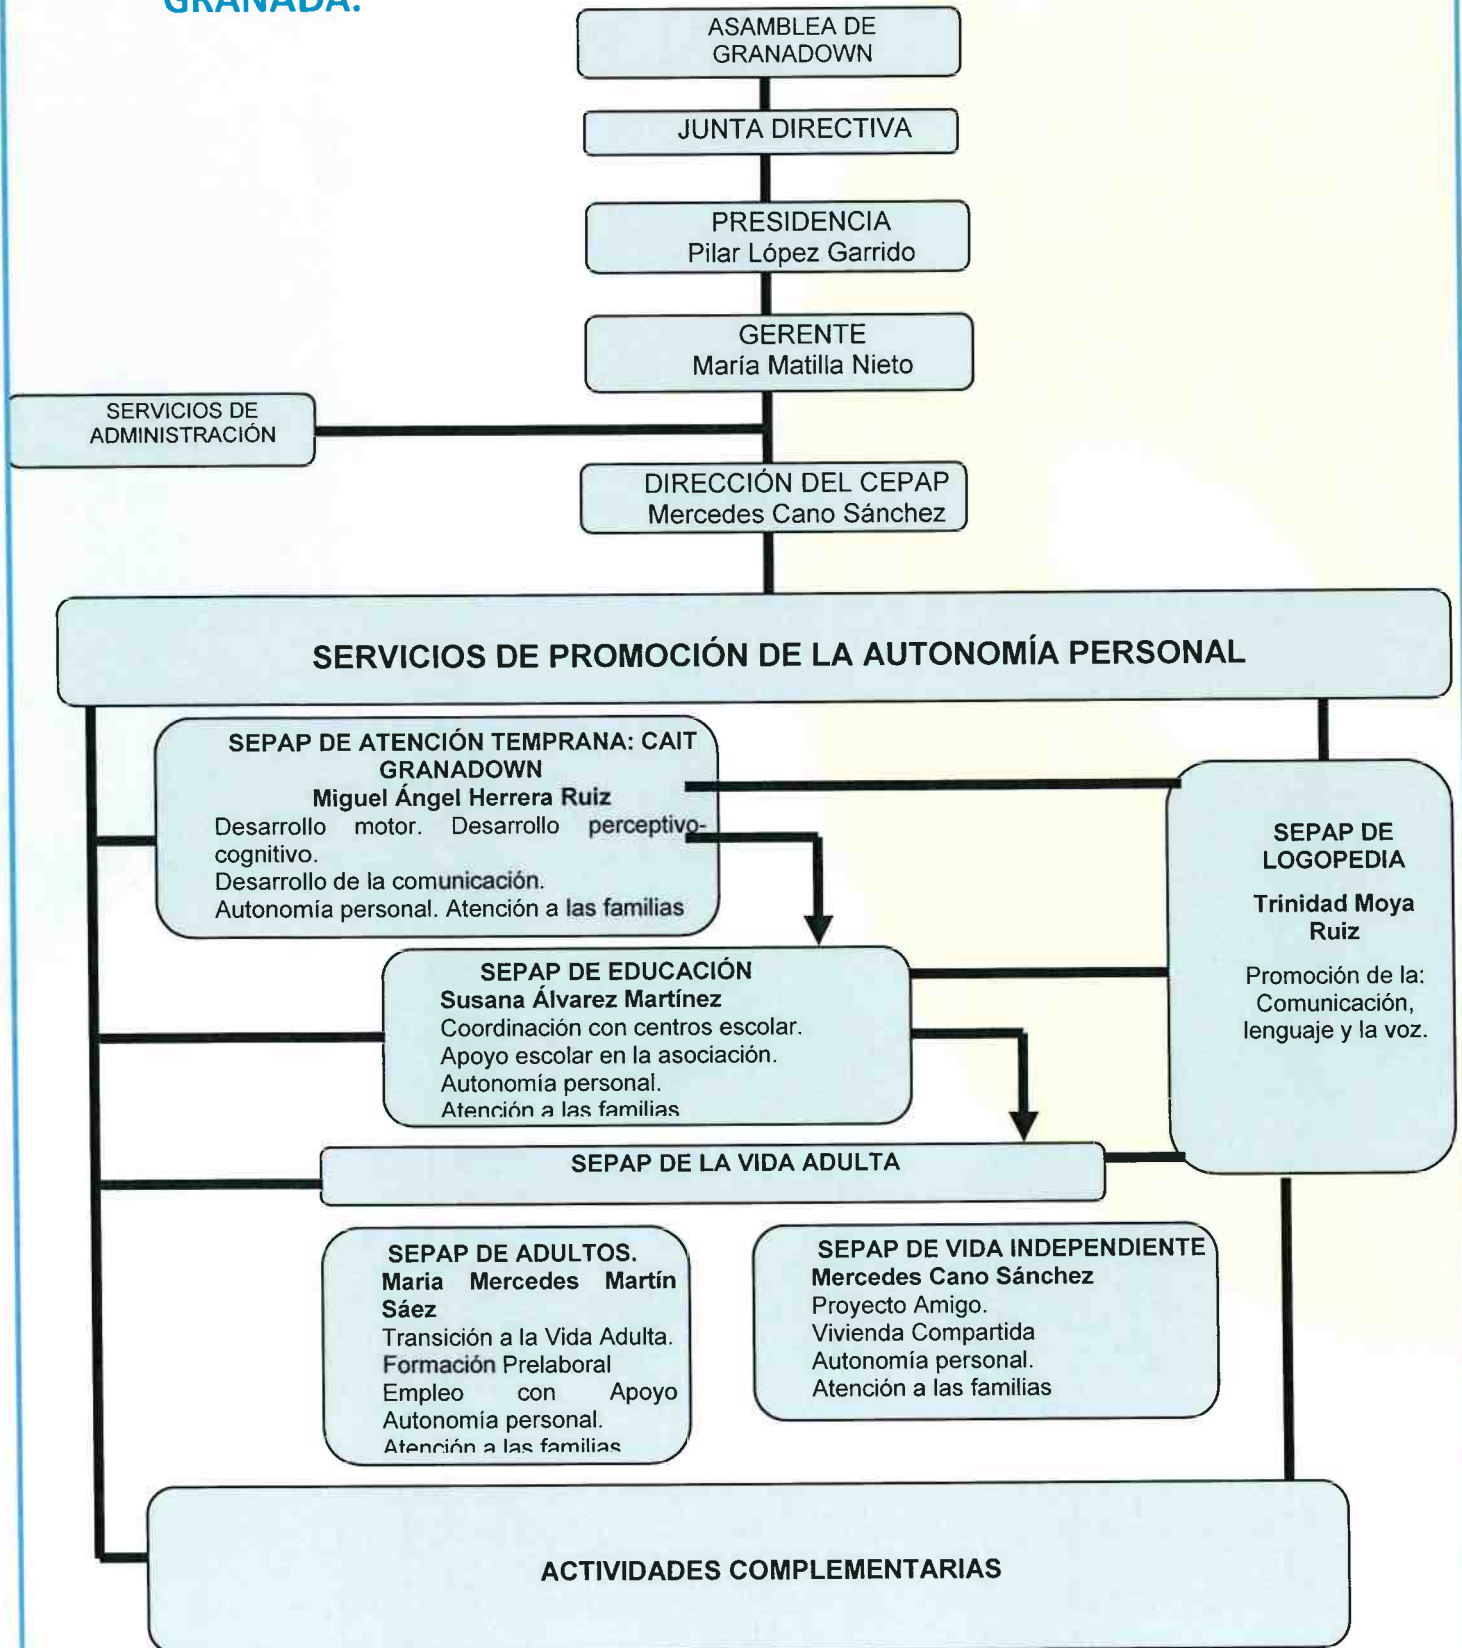 GRANADA.
ASAMBLEA DE
GRANADOWN
JUNTA DIRECTIVA
PRESIDENCIA
Pilar López Garrido
GERENTE
María Matilla Nieto
SERVICIOS DE
ADMINISTRACIÓN
DIRECCIÓN DEL CEPAP
Mercedes Cano Sánchez
SERVICIOS DE PROMOCIÓN DE LA AUTONOMÍA PERSONAL
SEPAP DE ATENCIÓN TEMPRANA: CAIT
GRANADOWN
Miguel Ángel Herrera Ruiz
Desarrollo motor. Desarrollo perceptivo-
cognitivo.
Desarrollo de la comunicación.
Autonomía personal. Atención a las familias
SEPAP DE
LOGOPEDIA
Trinidad Moya
Ruiz
Promoción de la:
Comunicación,
lenguaje y la voz.
SEPAP DE EDUCACIÓN
Susana Álvarez Martínez
Coordinación con centros escolar.
Apoyo escolar en la asociación.
Autonomía personal.
Atención a las familias
SEPAP DE LA VIDA ADULTA
SEPAP DE ADULTOS.
Maria Mercedes Martín
Sáez
Transición a la Vida Adulta.
Formación Prelaboral
Empleo con Apoyo
Autonomía personal.
Atención a las familias
SEPAP DE VIDA INDEPENDIENTE
Mercedes Cano Sánchez
Proyecto Amigo.
Vivienda Compartida
Autonomía personal.
Atención a las familias
ACTIVIDADES COMPLEMENTARIAS